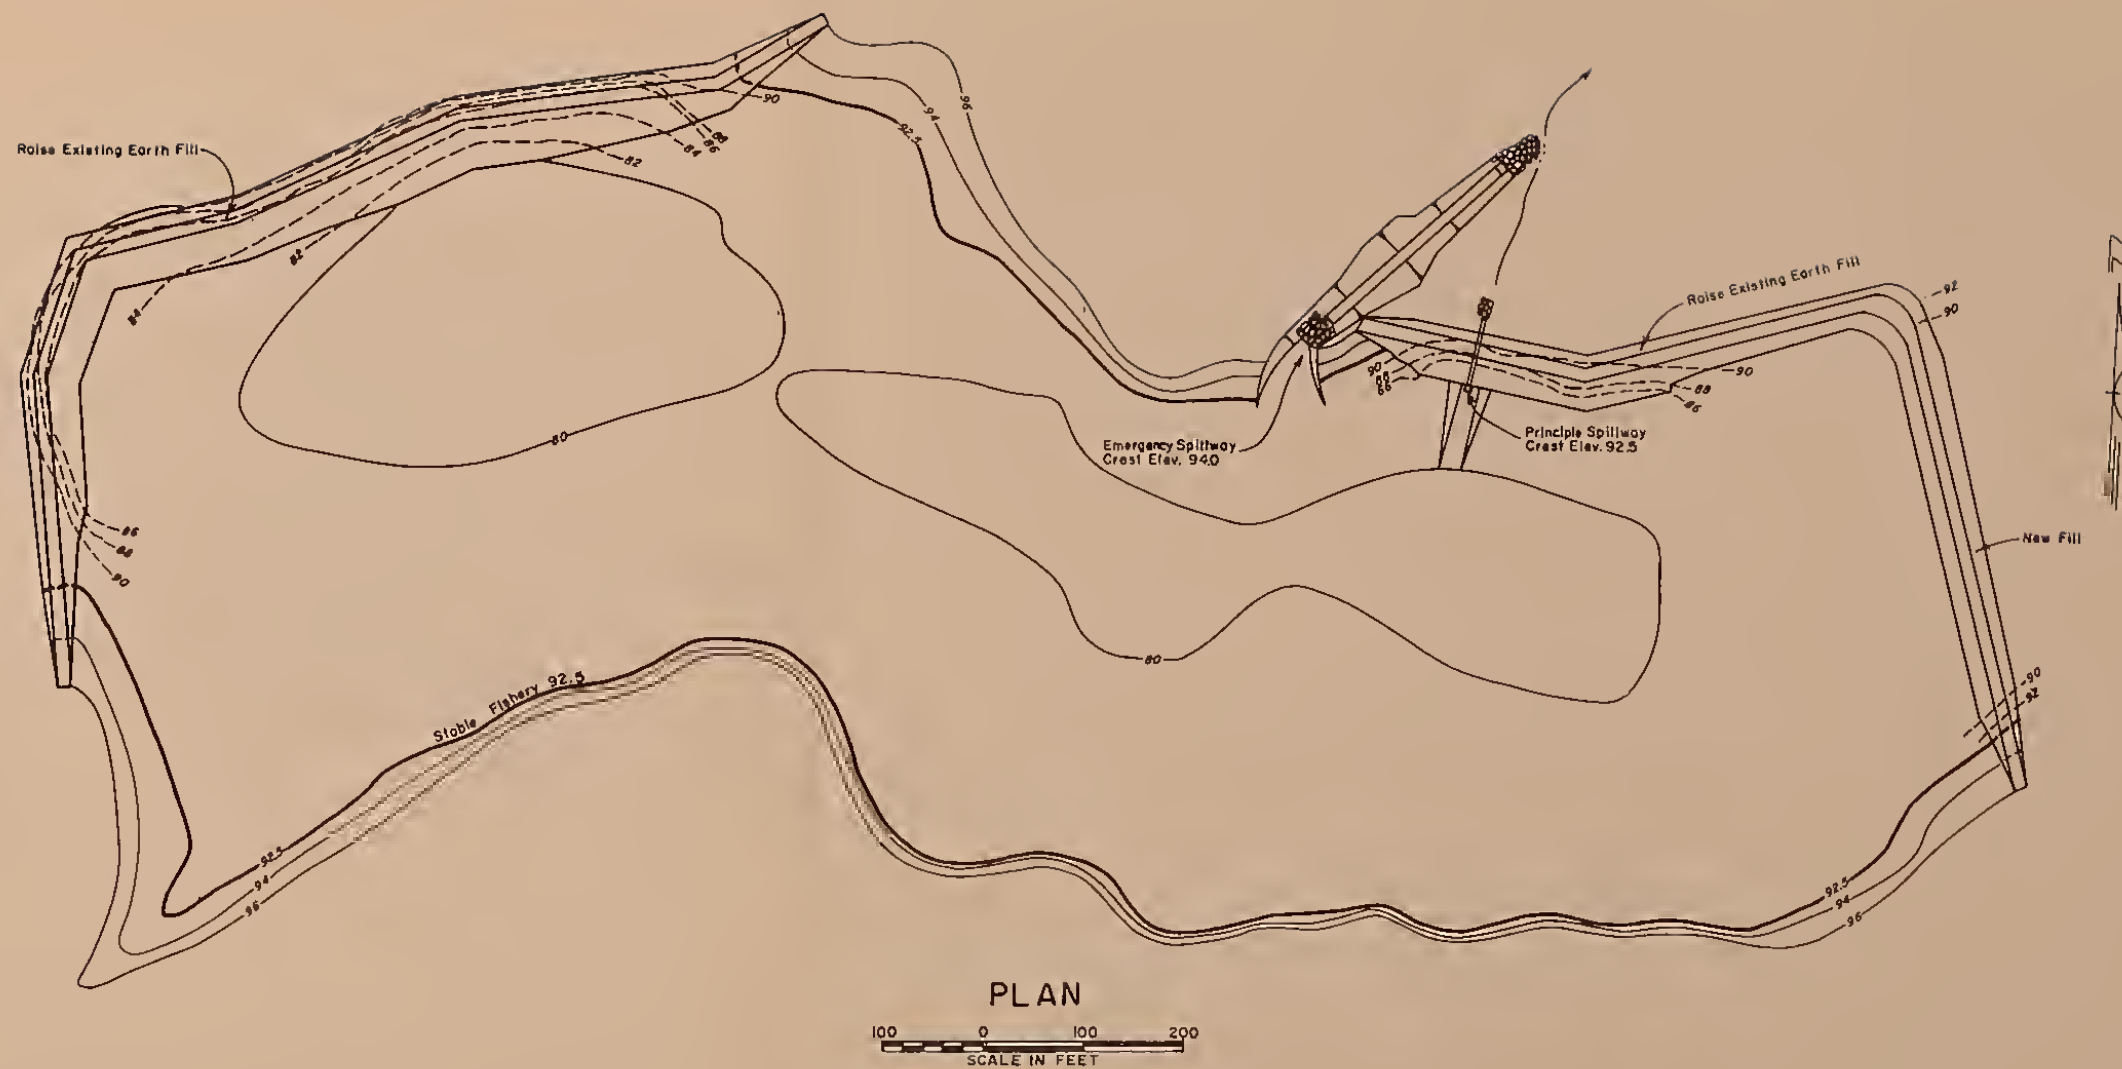 90
96
94
92.5
88
86
84
82
Roise Existing Earth Fill
82
84
Roise Existing Earth Fill
92
90
90
88
86
90
88
86
Emergency Spillway
Crest Elev. 94.0
Principle Spillway
Crest Elev. 92.5
80
86
88
90
New Fill
80
90
92
Stable Fishery 92.5
92.5
94
96
92.5
94
96
PLAN
100 0 100 200
SCALE IN FEET